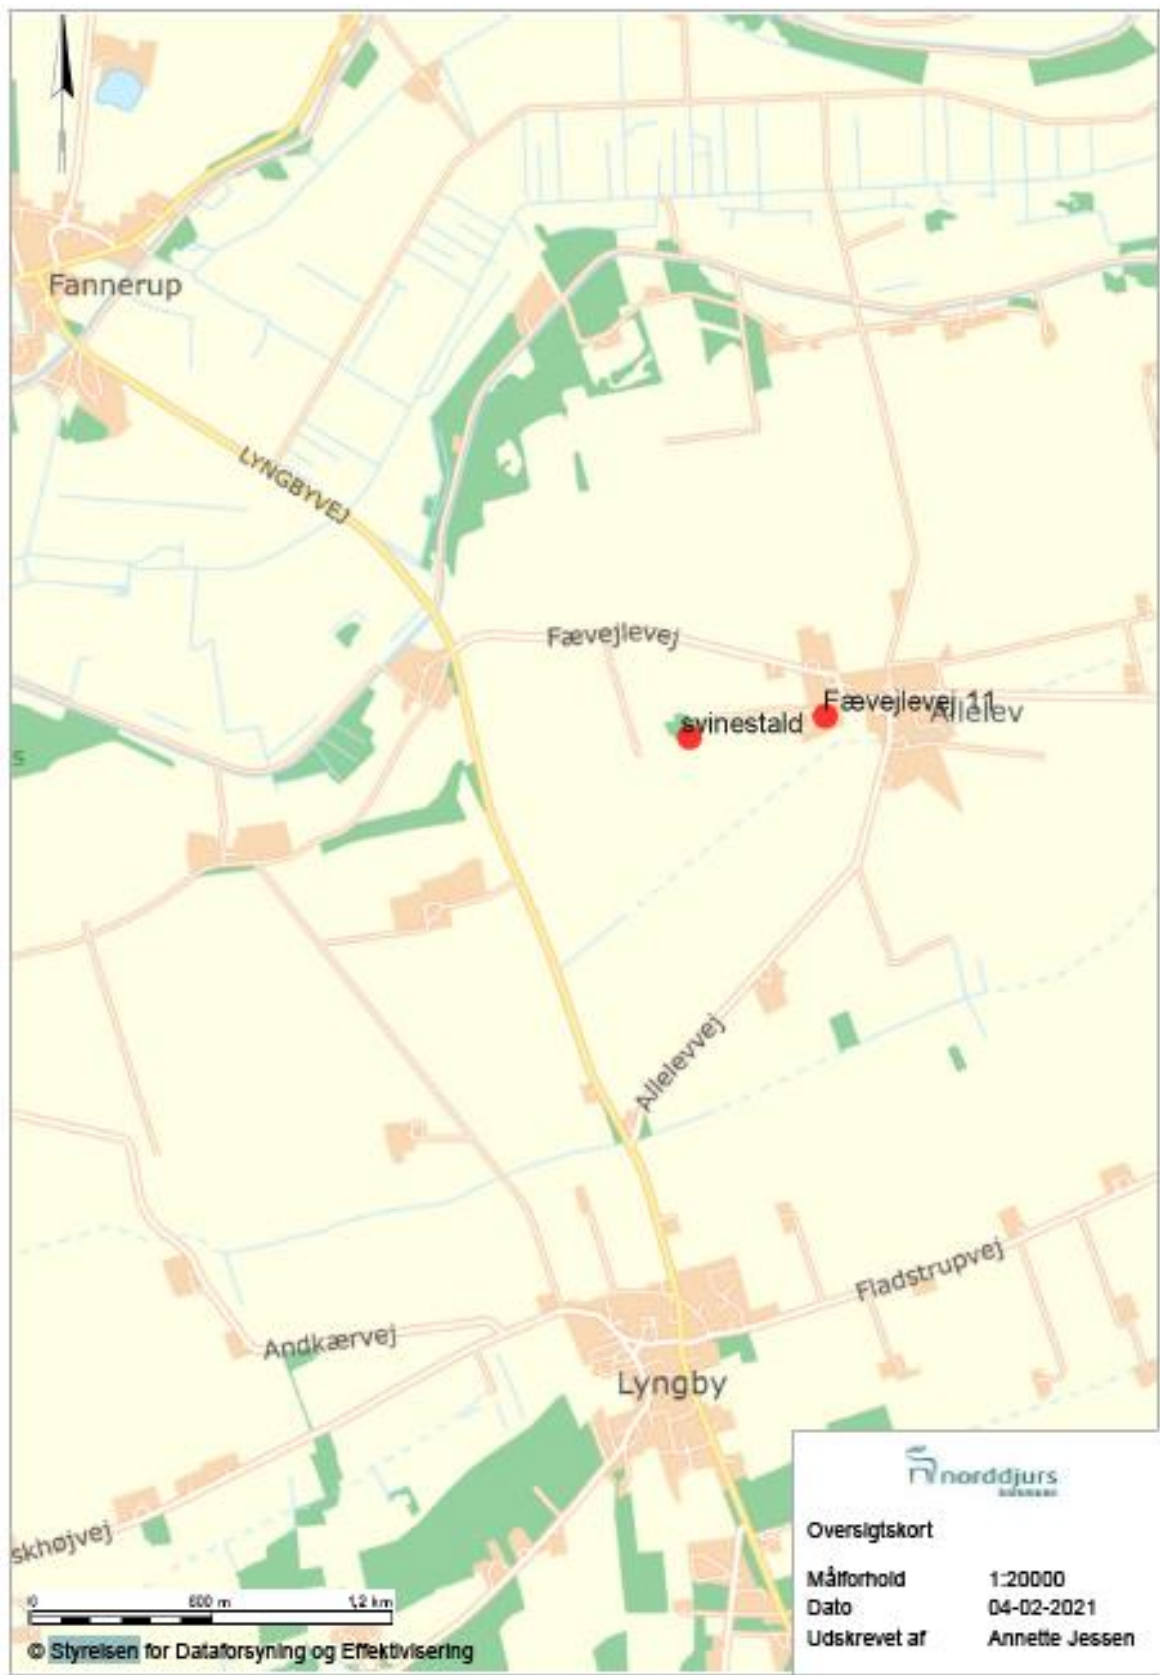 Fannerup
LYNGBYVEJ
Fævejlevej
Fævejlevej 11
svinestald
Allelev
s
Allelevvej
Fladstrupvej
Andkærvej
Lyngby
skhøjvej
norddjurs
Oversigtskort
Målforhold 1:20000
Dato 04-02-2021
Udskrevet af Annette Jessen
0 600 m 1,2 km
© Styrelsen for Dataforsyning og Effektivisering